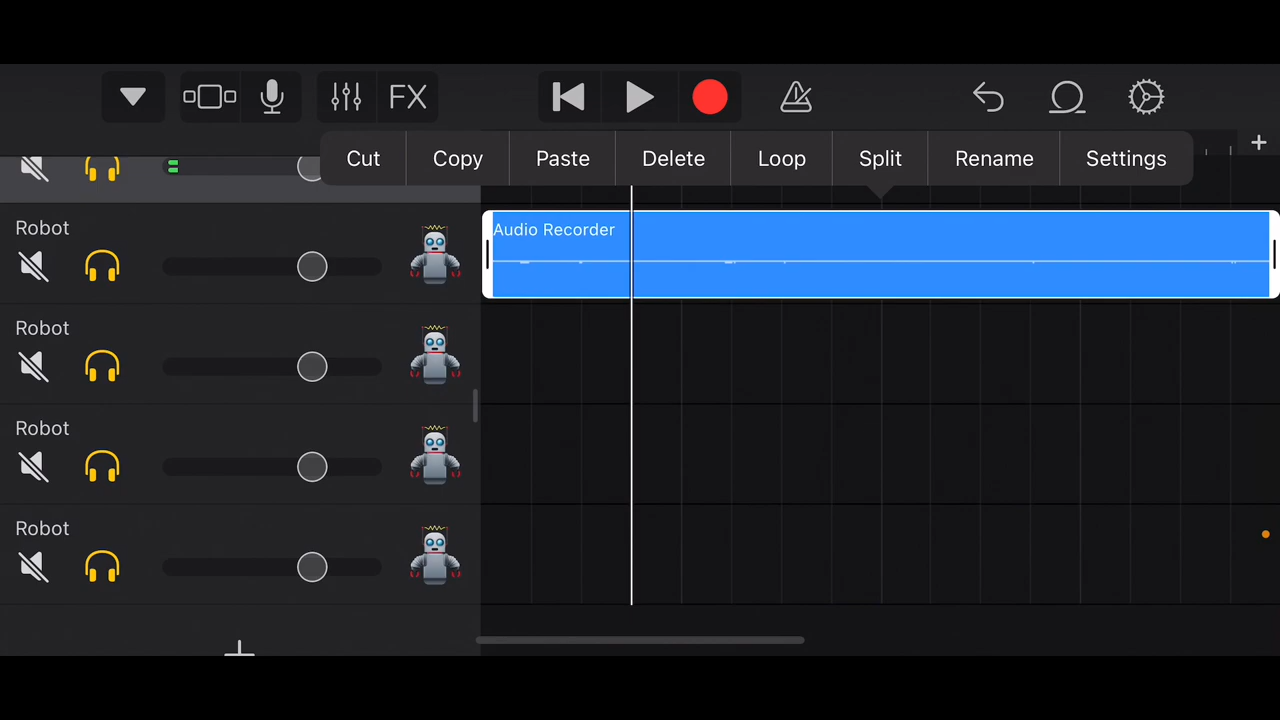 FX
Cut Copy Paste Delete Loop Split Rename Settings
Robot
Audio Recorder
Robot
Robot
Robot